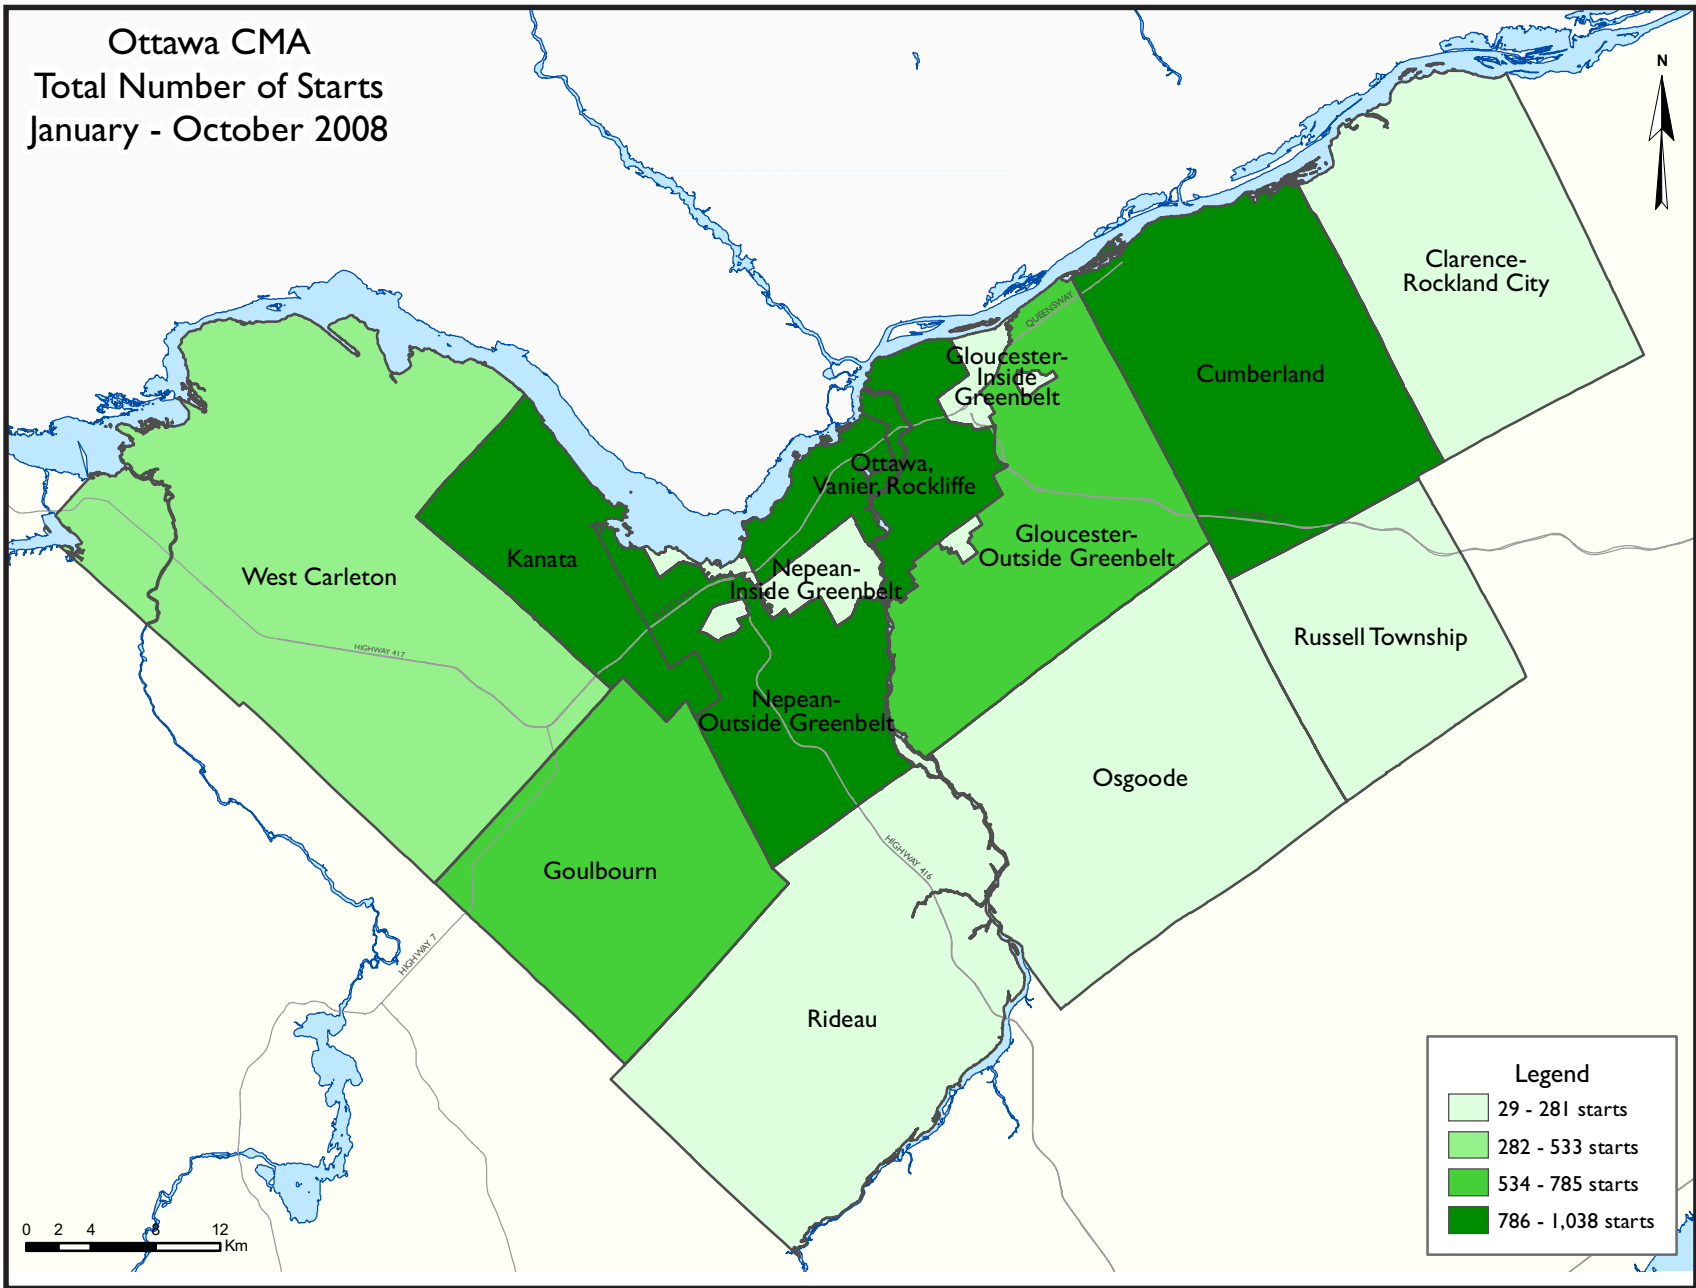 Ottawa CMA
Total Number of Starts
January - October 2008
N
Clarence-
Rockland City
QUEENSWAY
Gloucester-
Inside
Greenbelt
Cumberland
Ottawa,
Vanier, Rockliffe
Gloucester-
Outside Greenbelt
Kanata
West Carleton
Nepean-
Inside Greenbelt
Russell Township
HIGHWAY 417
Nepean-
Outside Greenbelt
Osgoode
Goulbourn
HIGHWAY 416
HIGHWAY 7
Rideau
Legend
29 - 281 starts
282 - 533 starts
534 - 785 starts
786 - 1,038 starts
0 2 4 8 12
Km